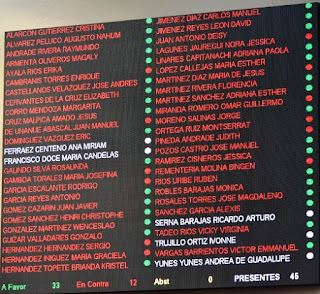 ALARCON GUTIERREZ CRISTINA
ALVAREZ PELLICO AUGUSTO NAHUM
ANDRADE RIVERA RAYMUNDO
ARMENTA OLIVEROS MAGALY
AYALA RIOS ERIKA
CAMBRANIS TORRES ENRIQUE
CASTELLANOS VELAZQUEZ JOSE ANDRES
CERVANTES DE LA CRUZ ELIZABETH
CORRO MENDOZA MARGARITA
CRUZ MALPICA AMADO JESUS
DE UNANUE ABASCAL JUAN MANUEL
DOMINGUEZ VAZQUEZ ERIC
FERRAEZ CENTENO ANA MIRIAM
FRANCISCO DOCE MARIA CANDELAS
GALINDO SILVA ROSALINDA
GAMBOA TORALES MARIA JOSEFINA
GARCIA ESCALANTE RODRIGO
GARCIA REYES ANTONIO
GOMEZ CAZARIN JUAN JAVIER
GOMEZ SANCHEZ HENRI CHRISTOPHE
GONZALEZ MARTINEZ WENCESLAO
GUIZAR VALLADARES GONZALO
HERNANDEZ HERNANDEZ SERGIO
HERNANDEZ INIGUEZ MARIA GRACIELA
HERNANDEZ TOPETE BRIANDA KRISTEL
JIMENEZ DIAZ CARLOS MANUEL
JIMENEZ REYES LEON DAVID
JUAN ANTONIO DEISY
LAGUNES JAUREGUI NORA JESSICA
LINARES CAPITANACHI ADRIANA PAOLA
LOPEZ CALLEJAS MARIA ESTHER
MARTINEZ DIAZ MARIA DE JESUS
MARTINEZ RIVERA FLORENCIA
MARTINEZ SANCHEZ ADRIANA ESTHER
MIRANDA ROMERO OMAR GUILLERMO
MORENO SALINAS JORGE
ORTEGA RUIZ MONTSERRAT
PINEDA ANDRADE JUDITH
POZOS CASTRO JOSE MANUEL
RAMIREZ CISNEROS JESSICA
REMENTERIA MOLINA BINGEN
RIOS URIBE RUBEN
ROBLES BARAJAS MONICA
ROSALES TORRES JOSE MAGDALENO
SANCHEZ GARCIA ALEXIS
SERNA BARAJAS RICARDO ARTURO
TADEO RIOS VICKY VIRGINIA
TRUJILLO ORTIZ IVONNE
VARGAS BARRIENTOS VICTOR EMMANUEL
YUNES YUNES ANDREA DE GUADALUPE
A Favor 33 En Contra 12 Abst 0 PRESENTES 45